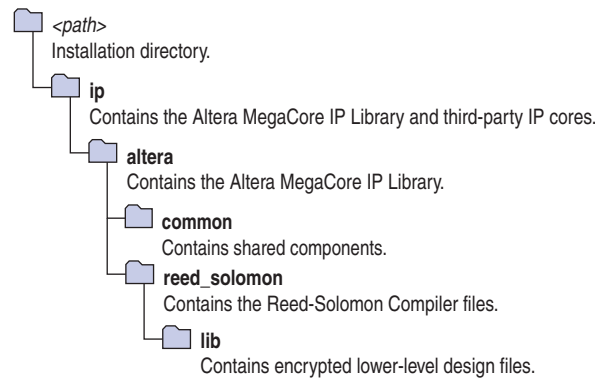 <path>
Installation directory.
ip
Contains the Altera MegaCore IP Library and third-party IP cores.
altera
Contains the Altera MegaCore IP Library.
common
Contains shared components.
reed_solomon
Contains the Reed-Solomon Compiler files.
lib
Contains encrypted lower-level design files.